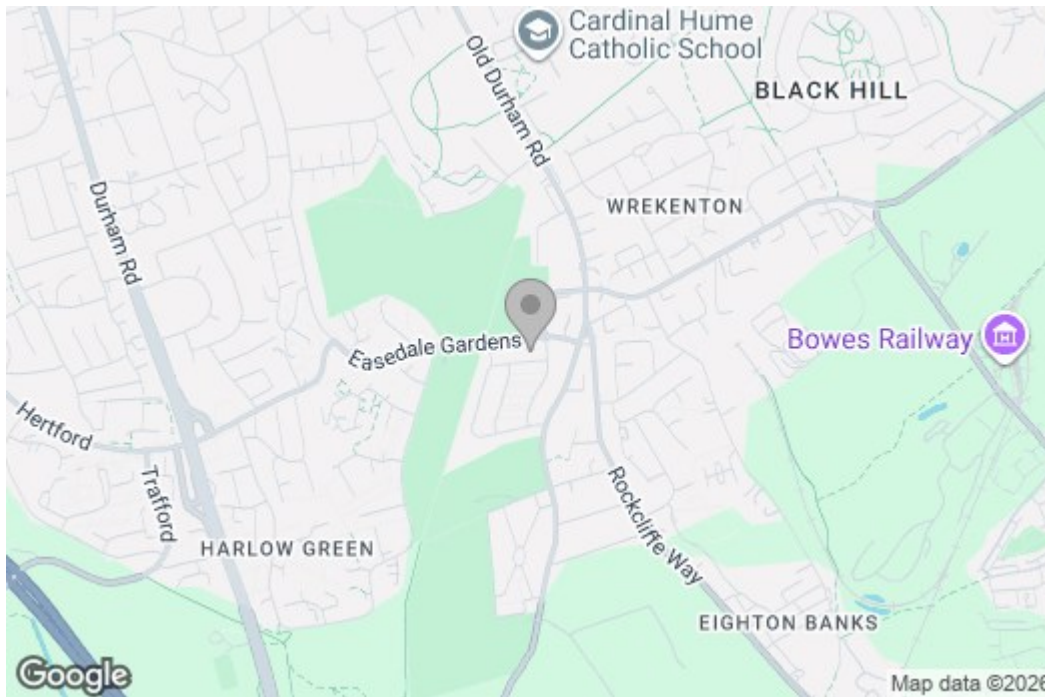 Cardinal Hume
Catholic School
Old Durham Rd
BLACK HILL
Durham Rd
WREKENTON
Bowes Railway
Easedale Gardens
Hertford
Trafford
Rockcliffe Way
HARLOW GREEN
EIGHTON BANKS
Google
Map data ©2026